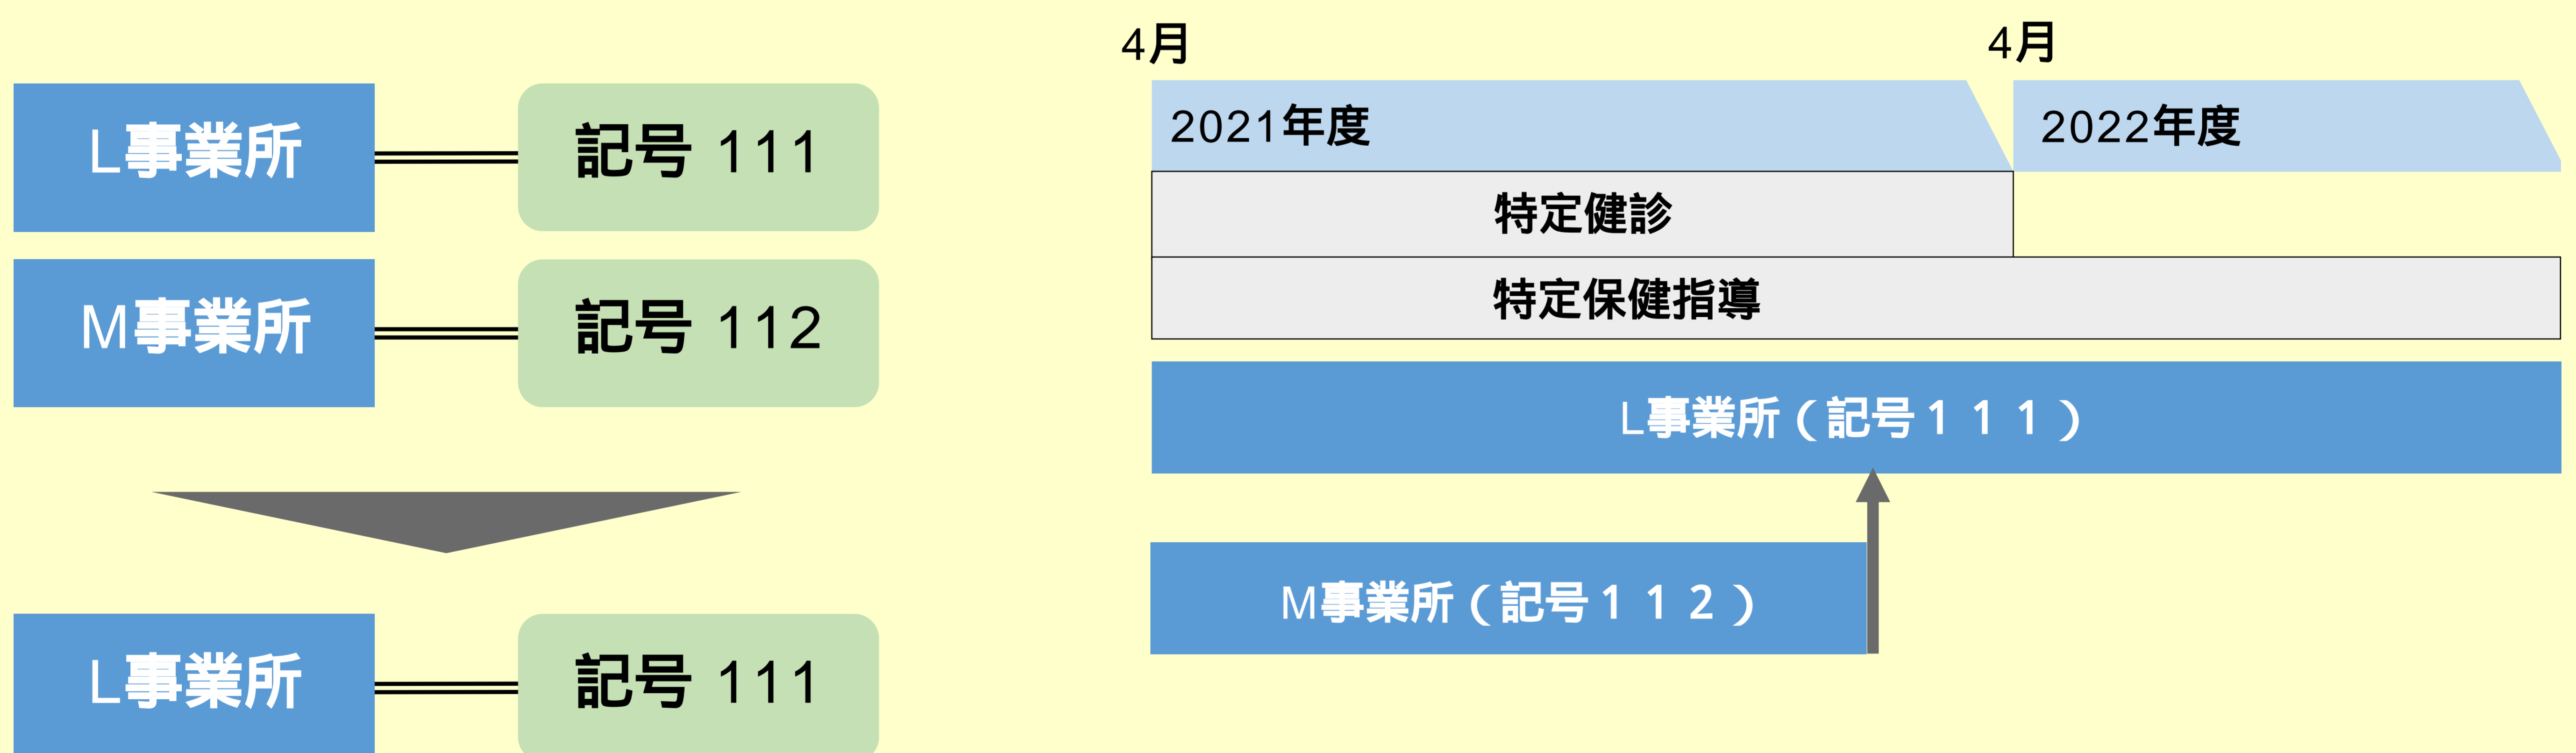 L事業所
記号 111
M事業所
記号 112
L事業所
記号 111
4月
4月
2021年度
2022年度
特定健診
特定保健指導
L事業所(記号111)
M事業所(記号112)